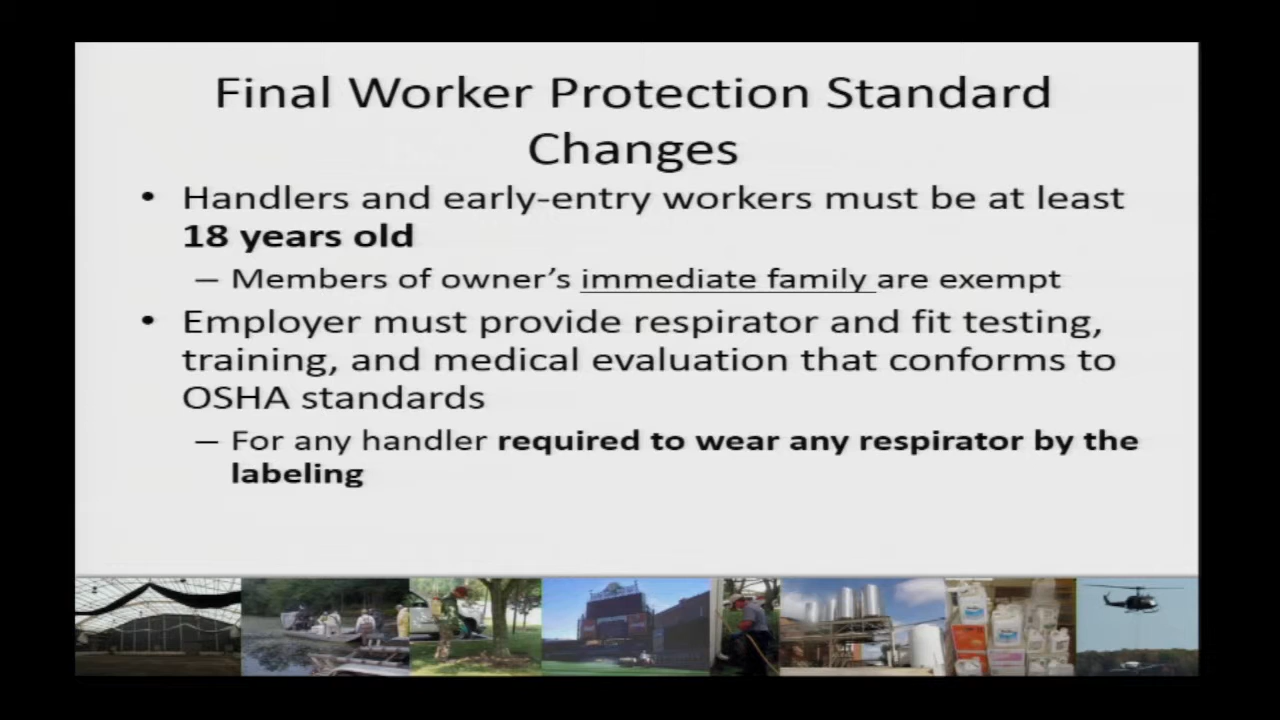 Final Worker Protection Standard
Changes
• Handlers and early-entry workers must be at least
18 years old
– Members of owner's immediate family are exempt
• Employer must provide respirator and fit testing,
training, and medical evaluation that conforms to
OSHA standards
– For any handler required to wear any respirator by the
labeling